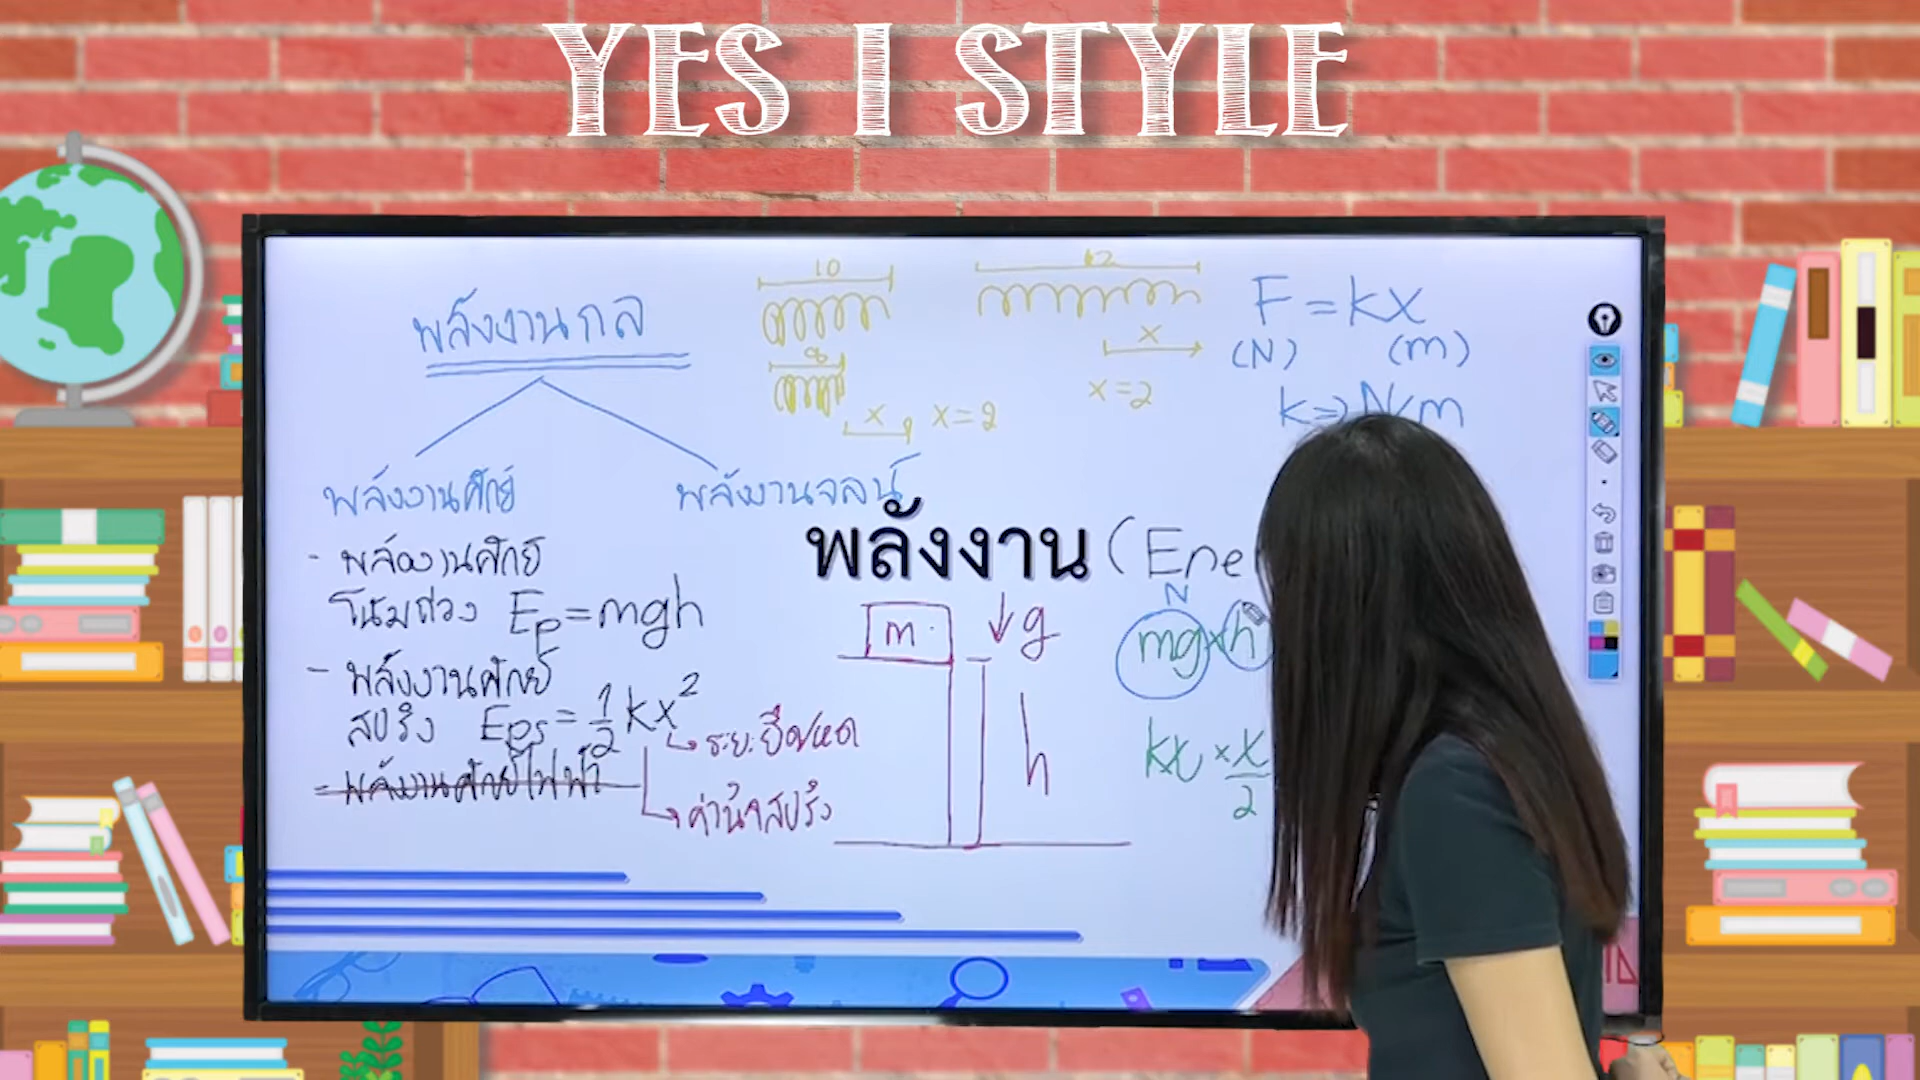 YES I STYLE
พลังงานกล
พลังงานศักย์
พลังงานจลน์
- พลังงานศักย์
โน้มถ่วง Ep=mgh
- พลังงานศักย์
สปริง Eps = 1/2 kx²
ระยะยืด/หด
ค่านิจสปริง
- พลังงานศักย์ไฟฟ้า
10
8
x
x=2
12
x
x=2
F = kx
(N) (m)
k => N/m
พลังงาน (Ene
m
g
h
N
mg×h
kx × x/2